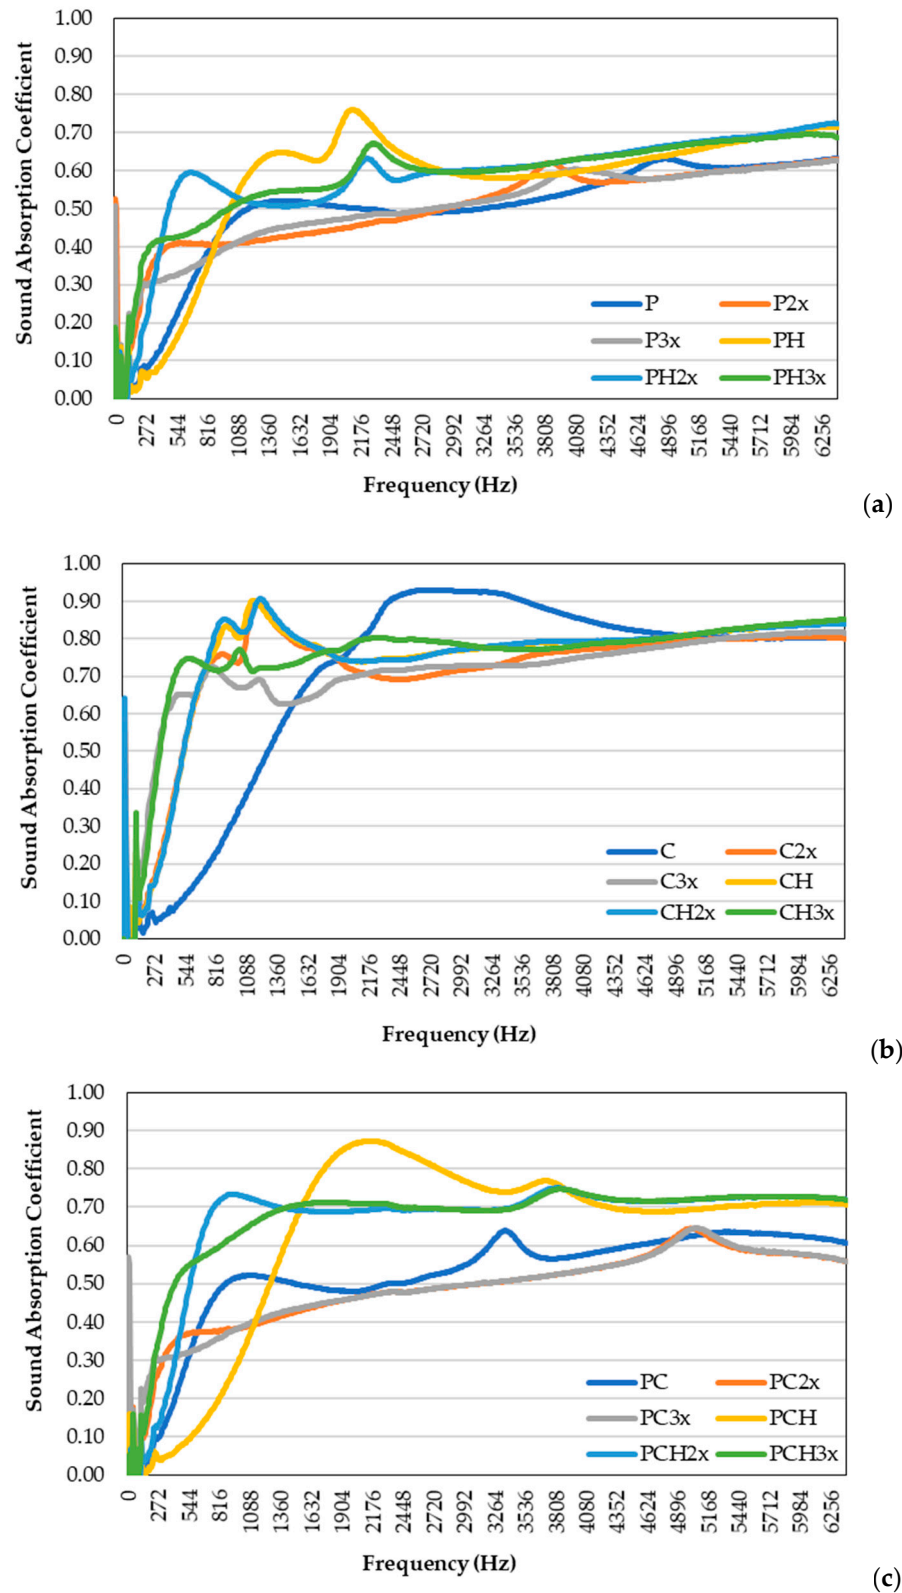 1.00
0.90
0.80
0.70
0.60
0.50
0.40
0.30
0.20
0.10
0.00
Sound Absorption Coefficient
P P2x
P3x PH
PH2x PH3x
0 272 544 816 1088 1360 1632 1904 2176 2448 2720 2992 3264 3536 3808 4080 4352 4624 4896 5168 5440 5712 5984 6256
Frequency (Hz)
(a)
1.00
0.90
0.80
0.70
0.60
0.50
0.40
0.30
0.20
0.10
0.00
Sound Absorption Coefficient
C C2x
C3x CH
CH2x CH3x
0 272 544 816 1088 1360 1632 1904 2176 2448 2720 2992 3264 3536 3808 4080 4352 4624 4896 5168 5440 5712 5984 6256
Frequency (Hz)
(b)
1.00
0.90
0.80
0.70
0.60
0.50
0.40
0.30
0.20
0.10
0.00
Sound Absorption Coefficient
PC PC2x
PC3x PCH
PCH2x PCH3x
0 272 544 816 1088 1360 1632 1904 2176 2448 2720 2992 3264 3536 3808 4080 4352 4624 4896 5168 5440 5712 5984 6256
Frequency (Hz)
(c)